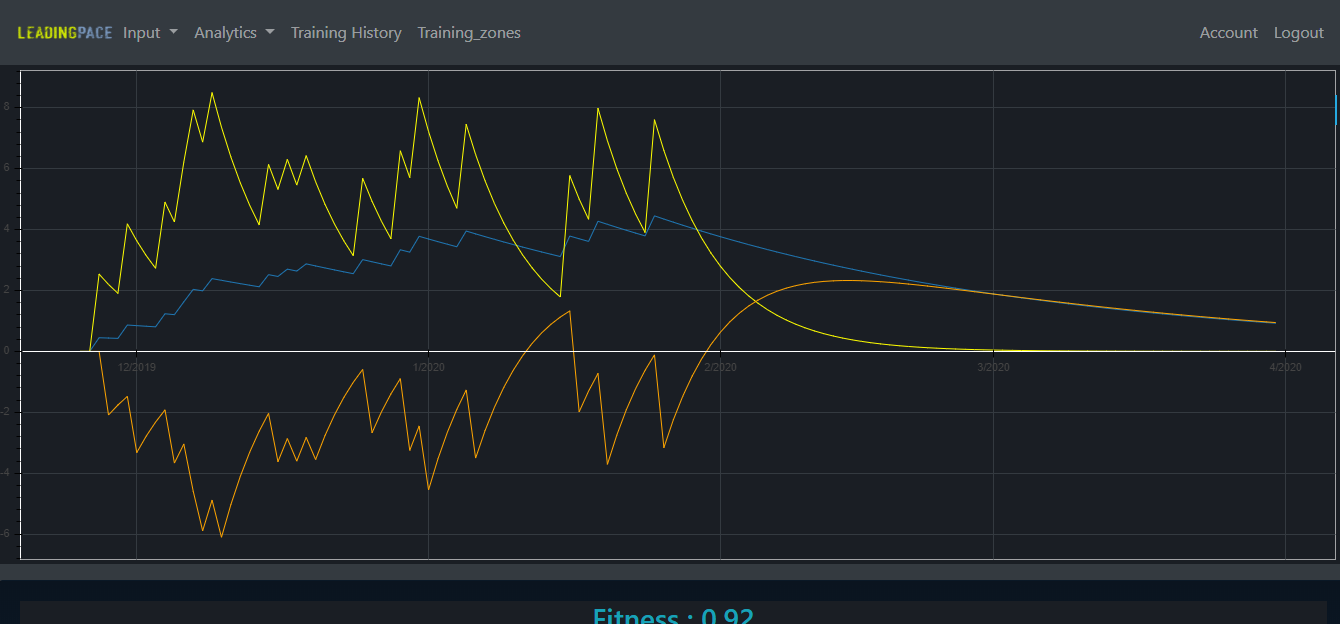 LEADINGPACE Input Analytics Training History Training_zones Account Logout
8
6
4
2
0
12/2019 1/2020 2/2020 3/2020 4/2020
-2
-4
-6
Fitness : 0.92